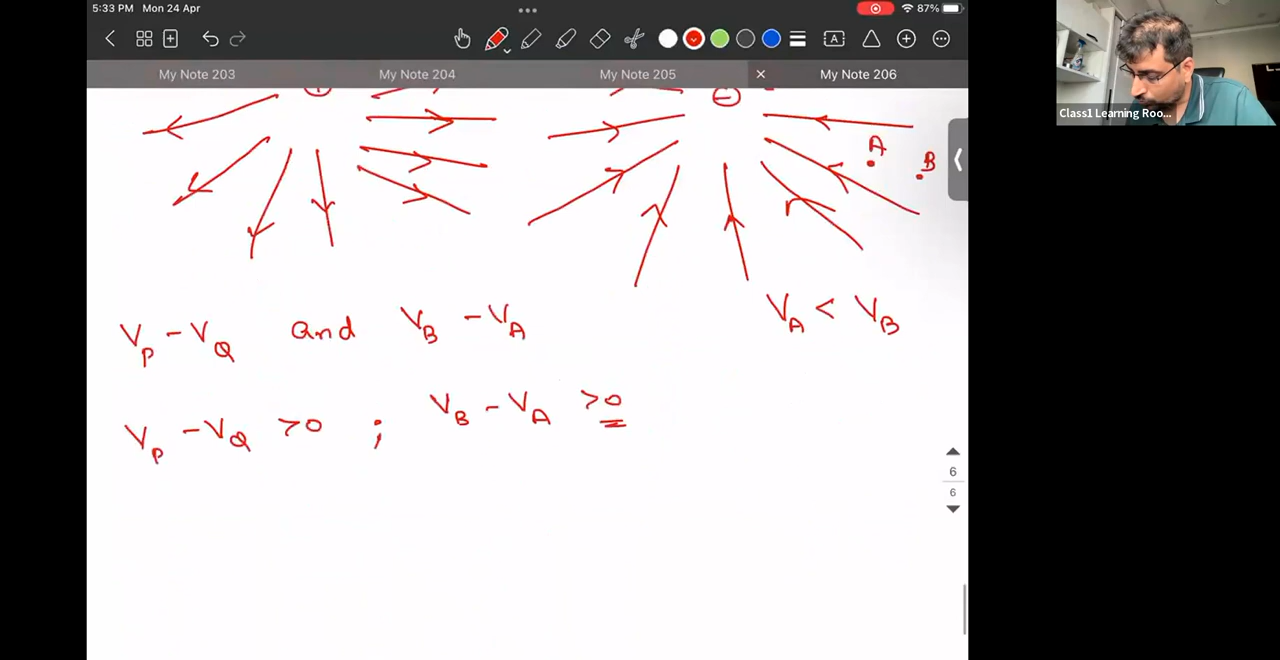 5:33 PM Mon 24 Apr
87%
A
My Note 203 My Note 204 My Note 205 My Note 206
A
B
V_A < V_B
V_P - V_Q and V_B - V_A
V_P - V_Q >0 ; V_B - V_A >0
6
6
Class1 Learning Roo...